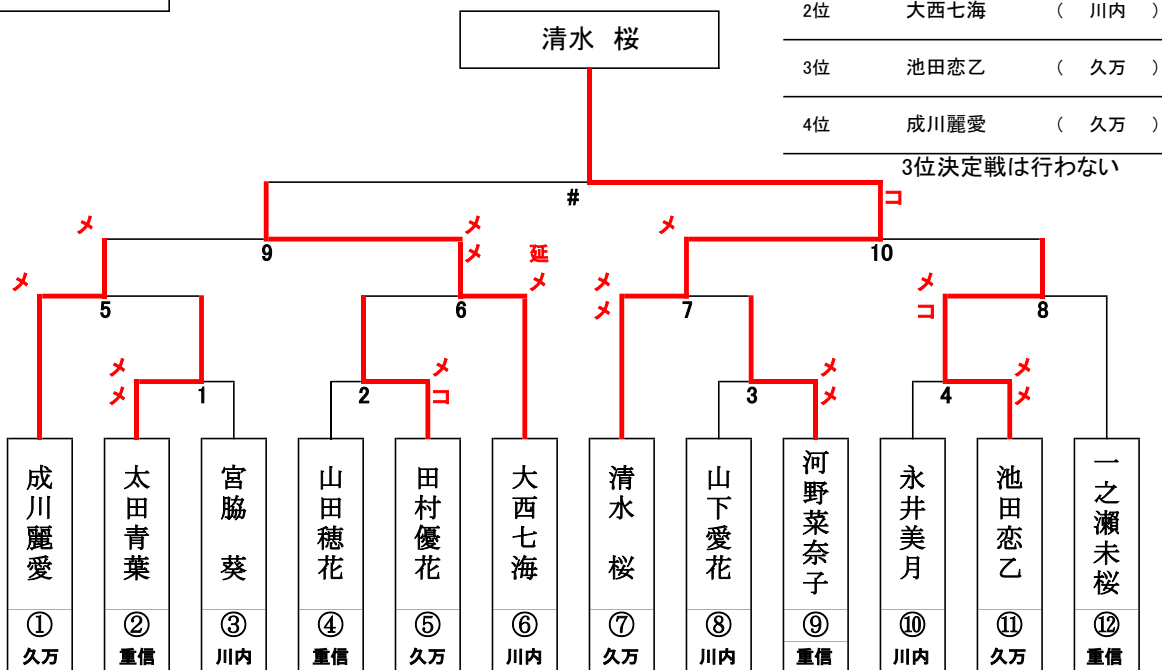 清水 桜
2位 大西七海 ( 川内 )
3位 池田恋乙 ( 久万 )
4位 成川麗愛 ( 久万 )
3位決定戦は行わない
#
コ
メ
メ
メ
9
メ
延
メ
10
メ
メ
メ
メ
メ
コ
5
6
7
8
メ
メ
メ
コ
メ
メ
メ
メ
1
2
3
4
成川麗愛
太田青葉
宮脇 葵
山田穂花
田村優花
大西七海
清水 桜
山下愛花
河野菜奈子
永井美月
池田恋乙
一之瀬未桜
① ② ③ ④ ⑤ ⑥ ⑦ ⑧ ⑨ ⑩ ⑪ ⑫
久万 重信 川内 重信 久万 川内 久万 川内 重信 川内 久万 重信